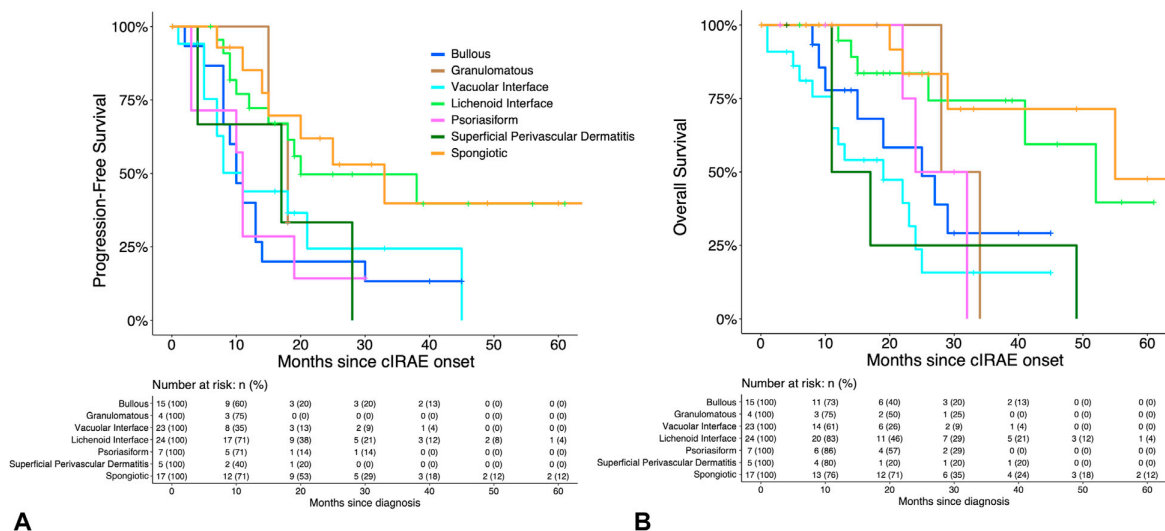 100%
75%
50%
25%
0%
Progression-Free Survival
Bullous
Granulomatous
Vacuolar Interface
Lichenoid Interface
Psoriasiform
Superficial Perivascular Dermatitis
Spongiotic
0 10 20 30 40 50 60
Months since cIRAE onset
Number at risk: n (%)
Bullous 15 (100) 9 (60) 3 (20) 3 (20) 2 (13) 0 (0) 0 (0)
Granulomatous 4 (100) 3 (75) 0 (0) 0 (0) 0 (0) 0 (0) 0 (0)
Vacuolar Interface 23 (100) 8 (35) 3 (13) 2 (9) 1 (4) 0 (0) 0 (0)
Lichenoid Interface 24 (100) 17 (71) 9 (38) 5 (21) 3 (12) 2 (8) 1 (4)
Psoriasiform 7 (100) 5 (71) 1 (14) 1 (14) 0 (0) 0 (0) 0 (0)
Superficial Perivascular Dermatitis 5 (100) 2 (40) 1 (20) 0 (0) 0 (0) 0 (0) 0 (0)
Spongiotic 17 (100) 12 (71) 9 (53) 5 (29) 3 (18) 2 (12) 2 (12)
0 10 20 30 40 50 60
Months since diagnosis
A
100%
75%
50%
25%
0%
Overall Survival
0 10 20 30 40 50 60
Months since cIRAE onset
Number at risk: n (%)
Bullous 15 (100) 11 (73) 6 (40) 3 (20) 2 (13) 0 (0) 0 (0)
Granulomatous 4 (100) 3 (75) 2 (50) 1 (25) 0 (0) 0 (0) 0 (0)
Vacuolar Interface 23 (100) 14 (61) 6 (26) 2 (9) 1 (4) 0 (0) 0 (0)
Lichenoid Interface 24 (100) 20 (83) 11 (46) 7 (29) 5 (21) 3 (12) 1 (4)
Psoriasiform 7 (100) 6 (86) 4 (57) 2 (29) 0 (0) 0 (0) 0 (0)
Superficial Perivascular Dermatitis 5 (100) 4 (80) 1 (20) 1 (20) 1 (20) 0 (0) 0 (0)
Spongiotic 17 (100) 13 (76) 12 (71) 6 (35) 4 (24) 3 (18) 2 (12)
0 10 20 30 40 50 60
Months since diagnosis
B